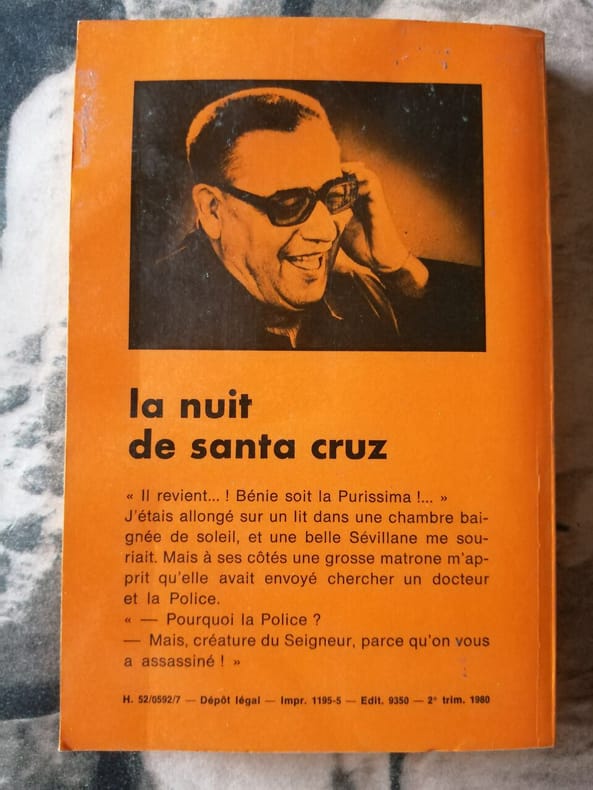 la nuit
de santa cruz
« Il revient... ! Bénie soit la Purissima !... »
J'étais allongé sur un lit dans une chambre bai-
gnée de soleil, et une belle Sévillane me sou-
riait. Mais à ses côtés une grosse matrone m'ap-
prit qu'elle avait envoyé chercher un docteur
et la Police.
« — Pourquoi la Police ?
— Mais, créature du Seigneur, parce qu'on vous
a assassiné ! »
H. 52/0592/7 — Dépôt légal — Impr. 1195-5 — Edit. 9350 — 2° trim. 1980